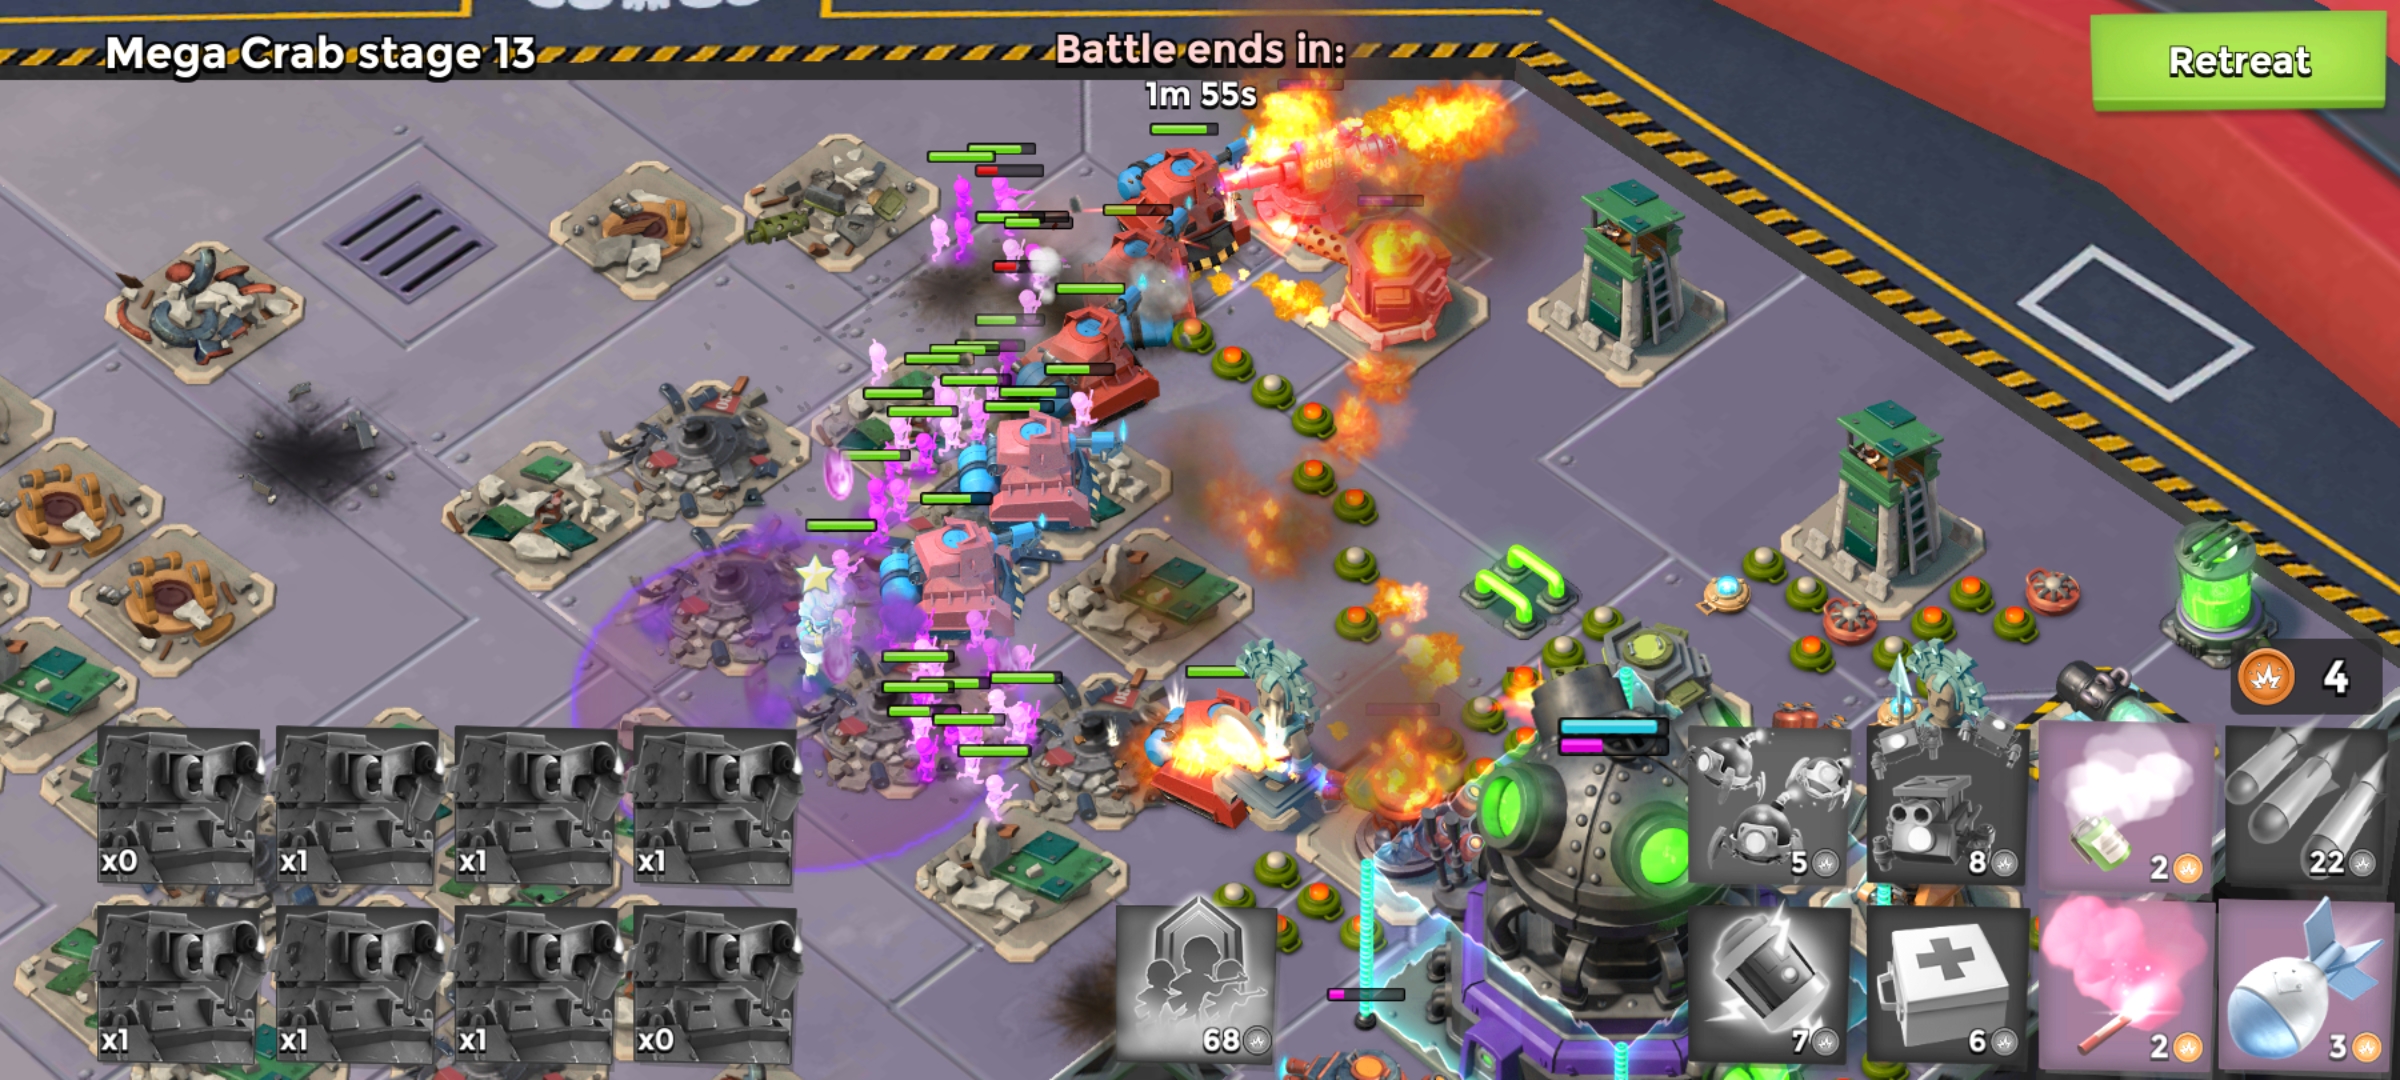 Mega Crab stage 13
Battle ends in:
1m 55s
Retreat
4
x0
x1
x1
x1
5
8
2
22
x1
x1
x1
x0
68
7
6
2
3